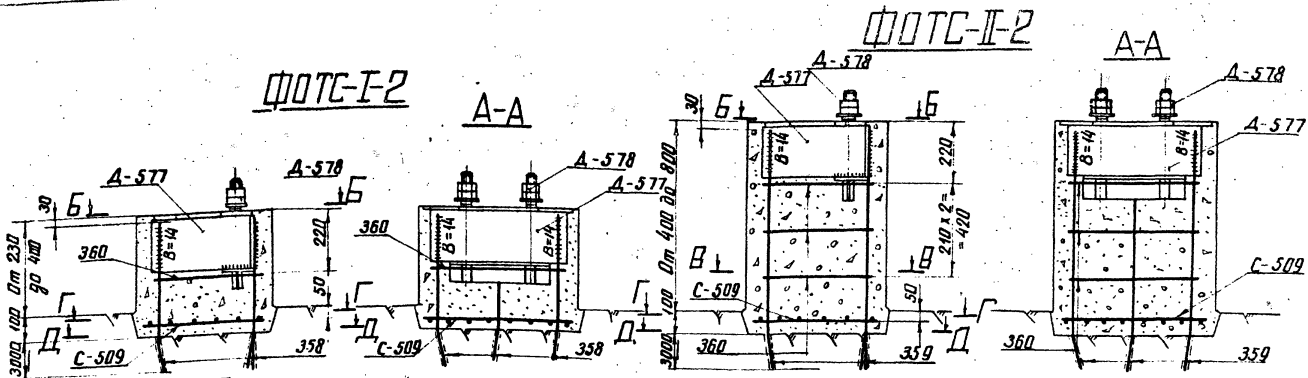 ФОТС-I-2
А-А
ФОТС-II-2
А-А
Д-577
Д-578
30
Б
Б
В=14
360
220
50
От 230 до 400
100
3000
Г
Д
С-509
358
Д-578
Д-577
360
В=14
Г
Д
С-509
358
Д-578
Д-577
30
Б
Б
В=14
220
210 х 2=
= 420
От 400 до 800
В
В
С-509
50
100
3000
Г
Д
360
359
Д-578
Д-577
В=14
В=14
С-509
360
359